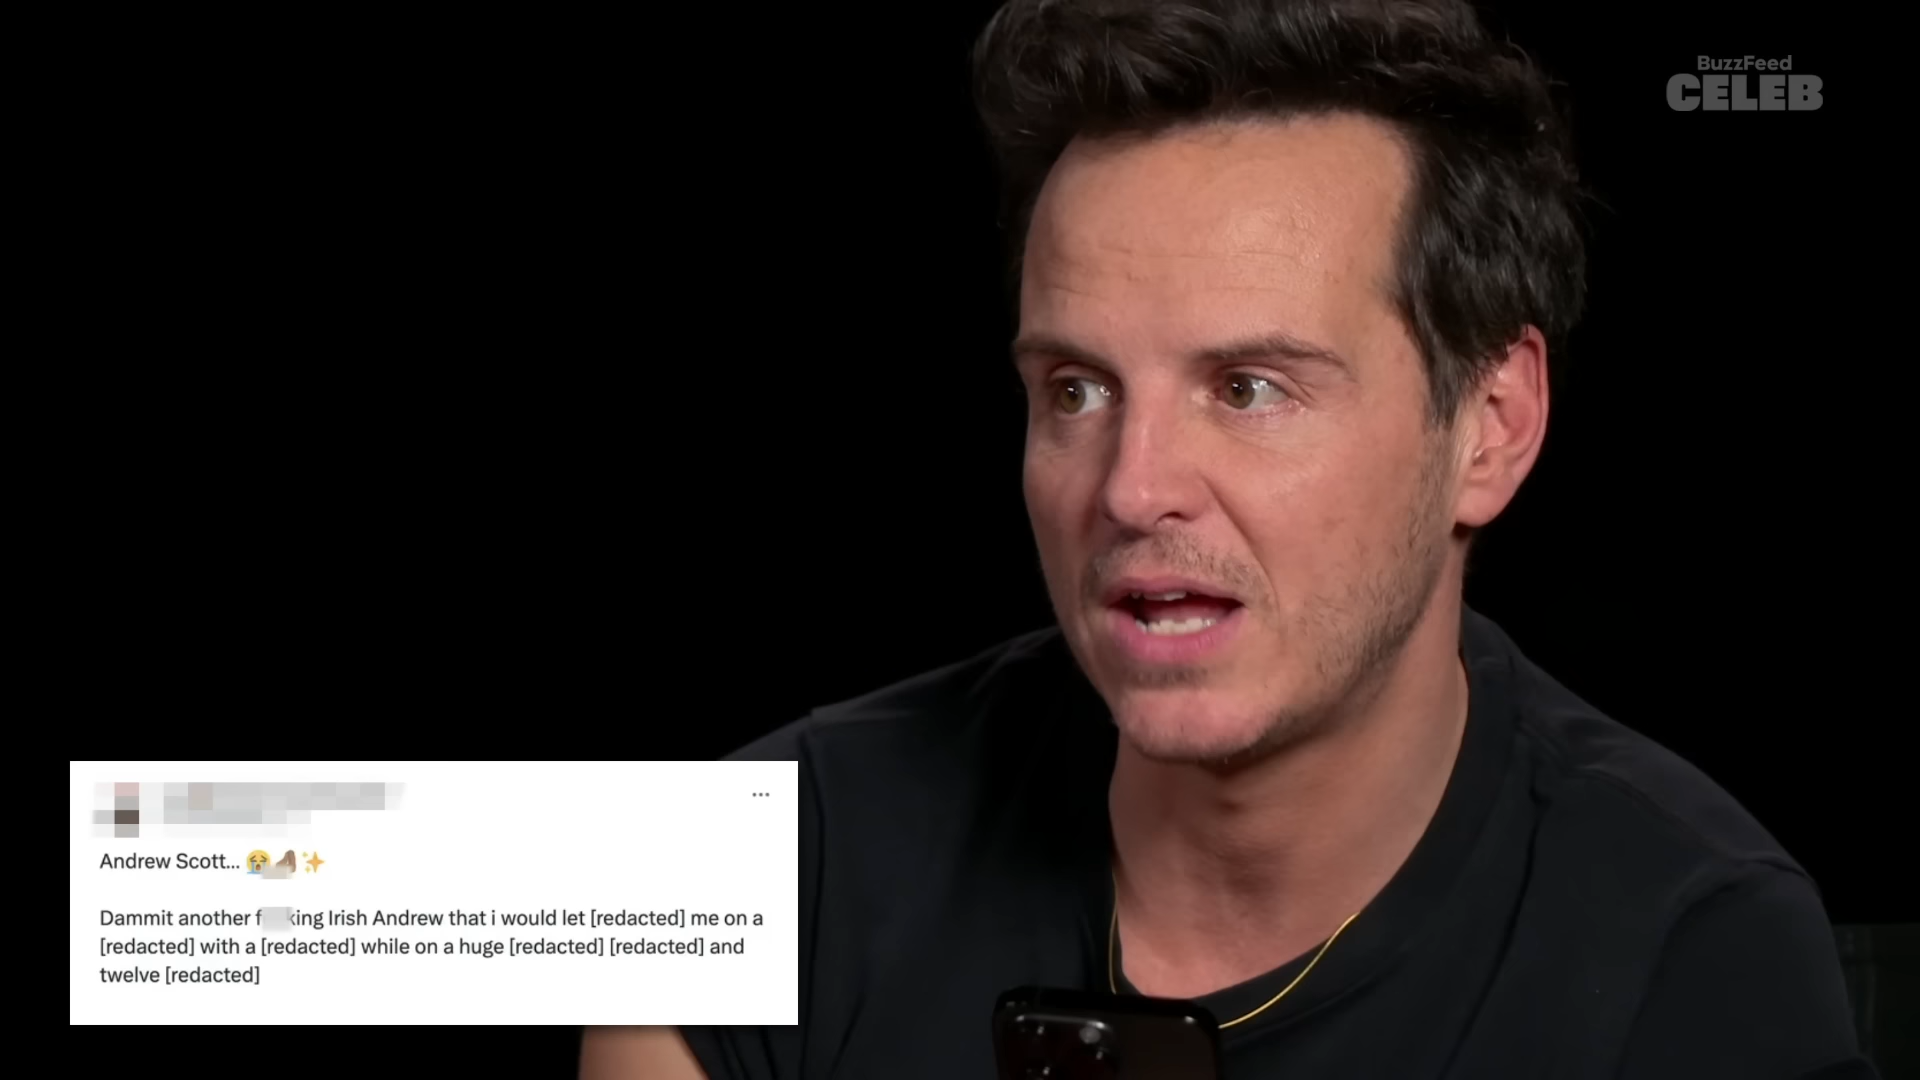 BuzzFeed
CELEB
...
Andrew Scott... 😭🤌🏽✨
Dammit another f king Irish Andrew that i would let [redacted] me on a
[redacted] with a [redacted] while on a huge [redacted] [redacted] and
twelve [redacted]